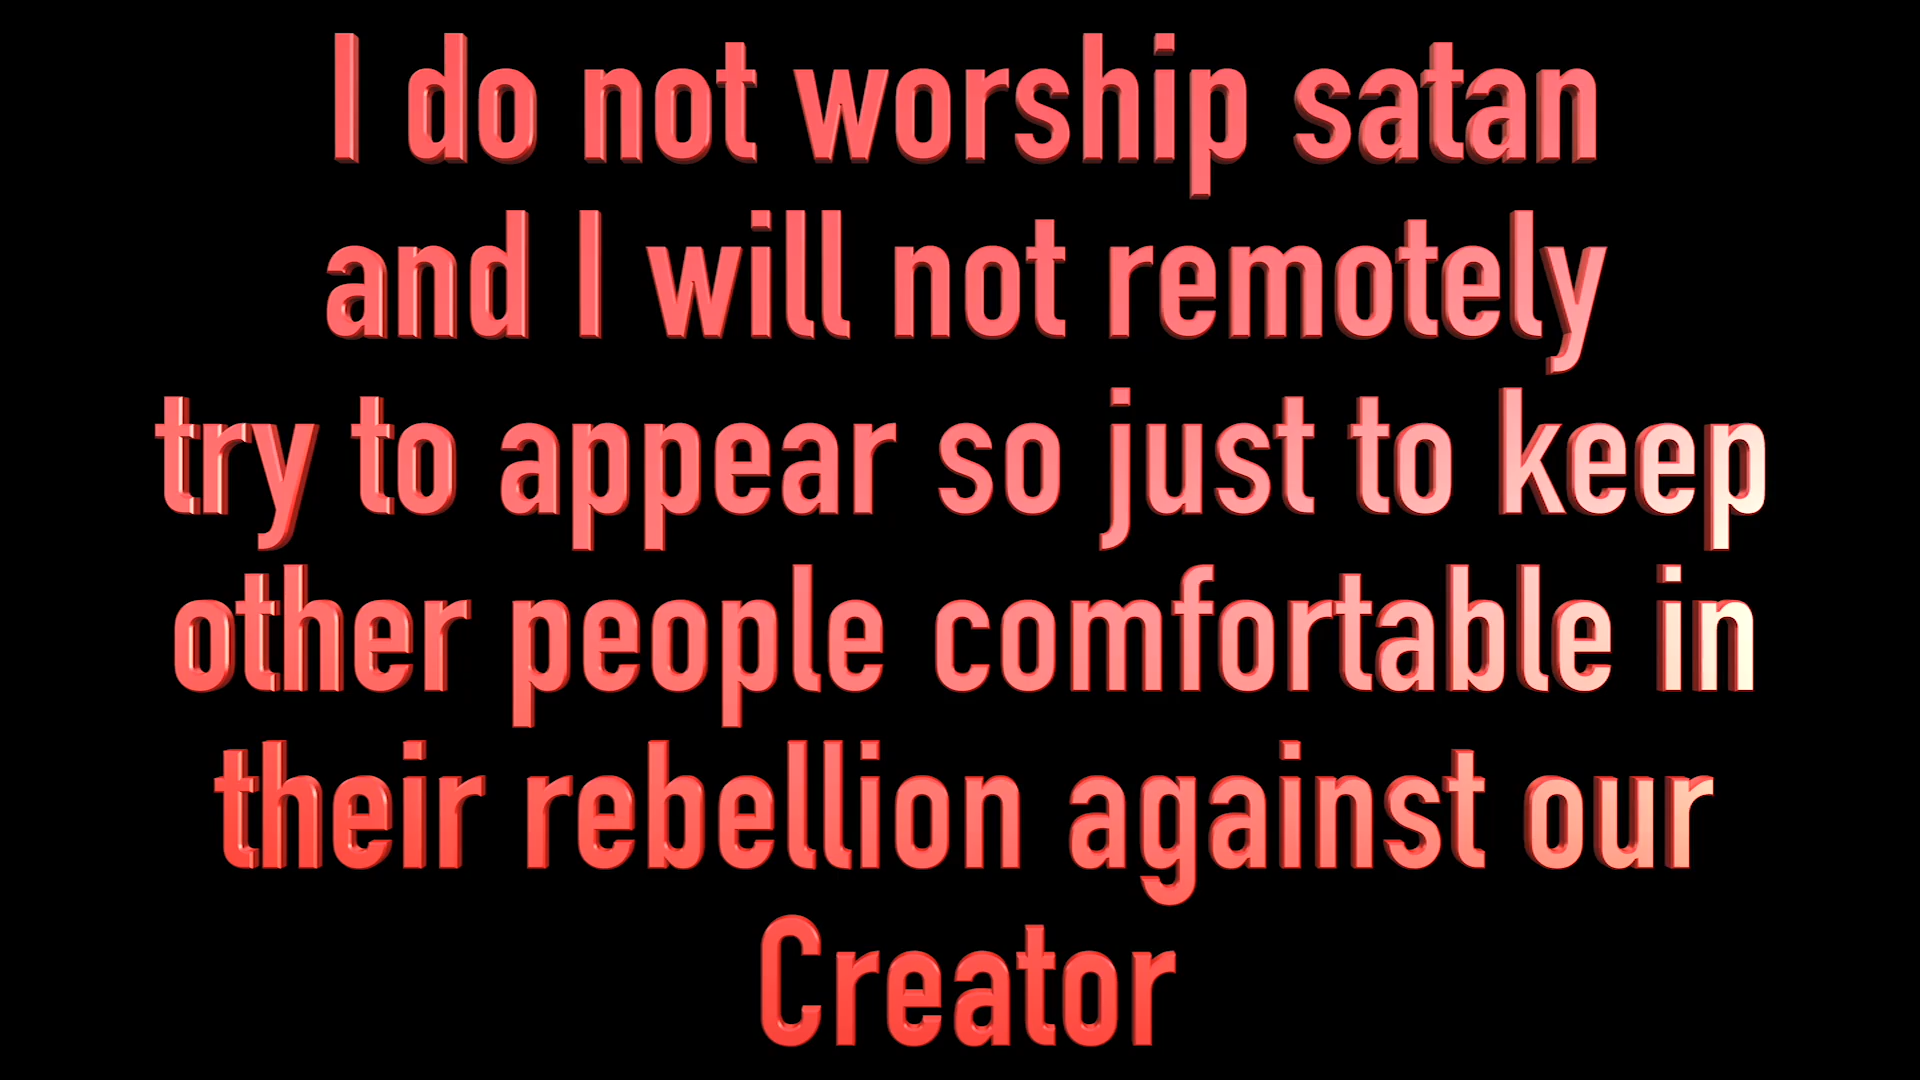 I do not worship satan
and I will not remotely
try to appear so just to keep
other people comfortable in
their rebellion against our
Creator